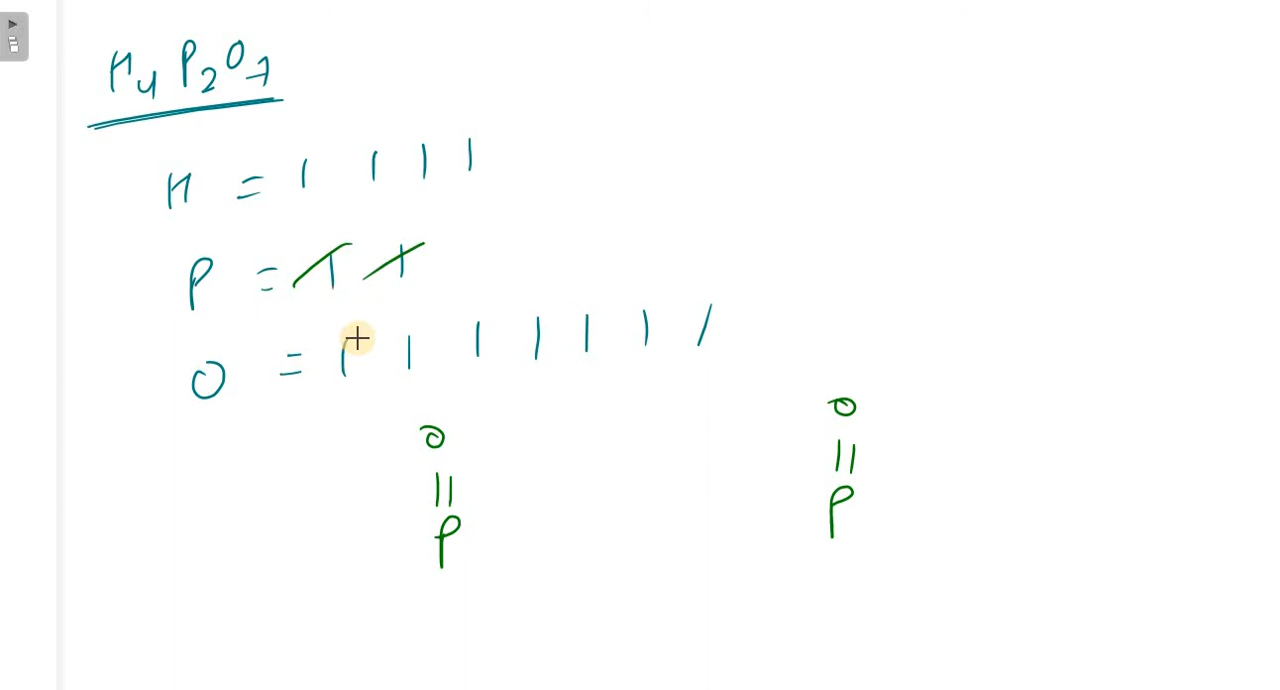 H4P2O7
H = | | | |
P = | |
O = | | | | | | |
O O
|| ||
P P